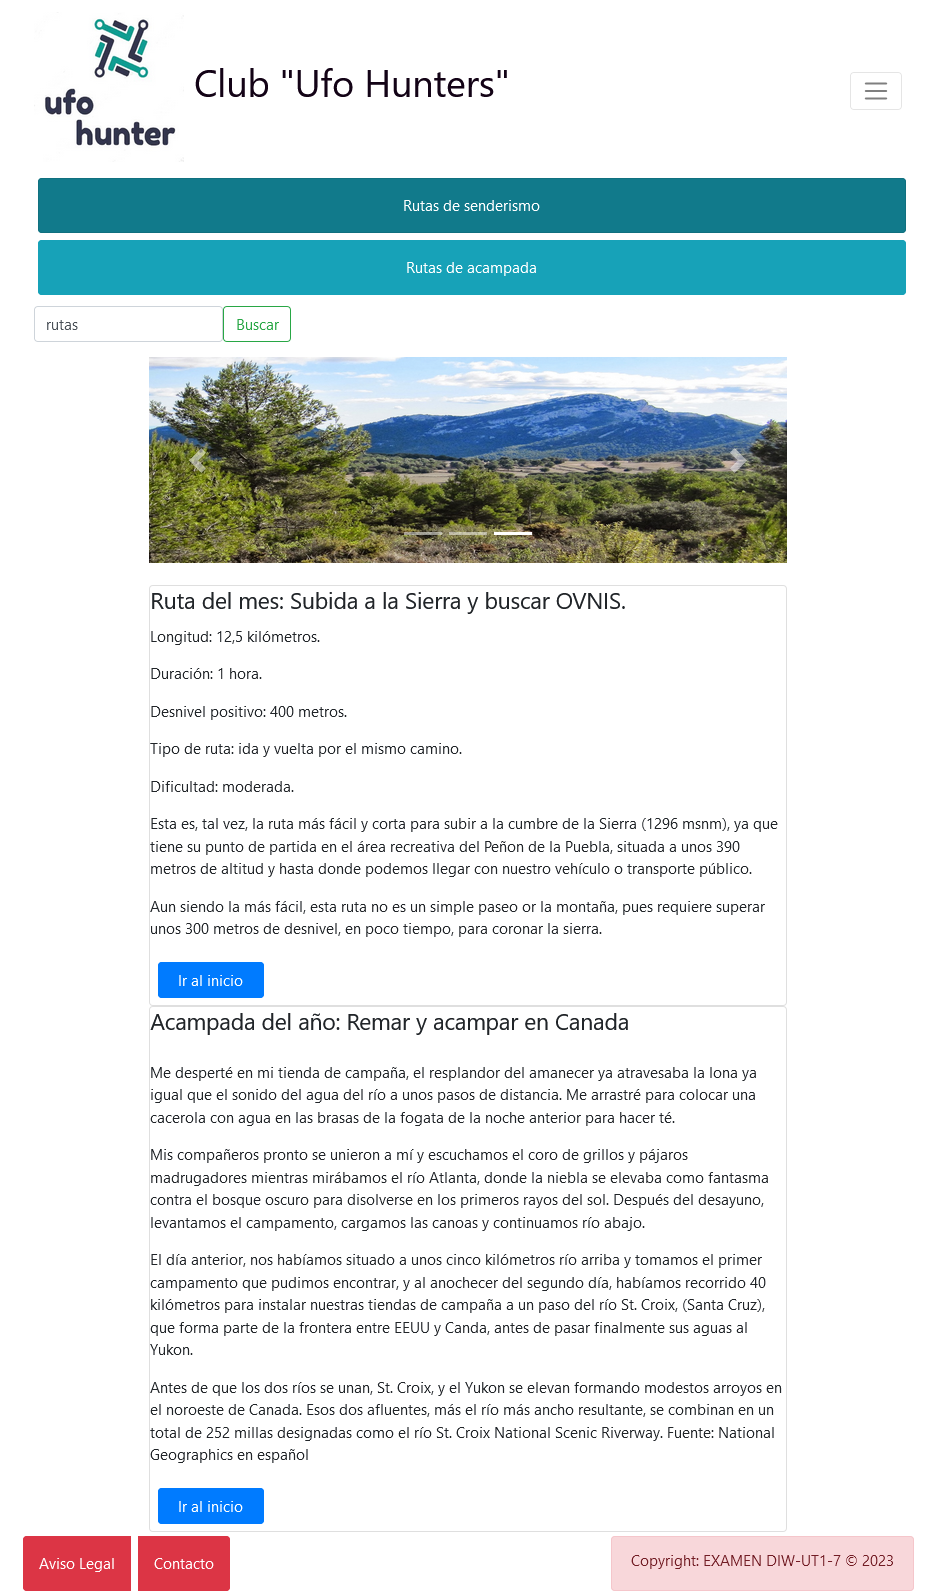 ufo
hunter
Club "Ufo Hunters"
Rutas de senderismo
Rutas de acampada
rutas
Buscar
Ruta del mes: Subida a la Sierra y buscar OVNIS.
Longitud: 12,5 kilómetros.
Duración: 1 hora.
Desnivel positivo: 400 metros.
Tipo de ruta: ida y vuelta por el mismo camino.
Dificultad: moderada.
Esta es, tal vez, la ruta más fácil y corta para subir a la cumbre de la Sierra (1296 msnm), ya que
tiene su punto de partida en el área recreativa del Peñon de la Puebla, situada a unos 390
metros de altitud y hasta donde podemos llegar con nuestro vehículo o transporte público.
Aun siendo la más fácil, esta ruta no es un simple paseo or la montaña, pues requiere superar
unos 300 metros de desnivel, en poco tiempo, para coronar la sierra.
Ir al inicio
Acampada del año: Remar y acampar en Canada
Me desperté en mi tienda de campaña, el resplandor del amanecer ya atravesaba la lona ya
igual que el sonido del agua del río a unos pasos de distancia. Me arrastré para colocar una
cacerola con agua en las brasas de la fogata de la noche anterior para hacer té.
Mis compañeros pronto se unieron a mí y escuchamos el coro de grillos y pájaros
madrugadores mientras mirábamos el río Atlanta, donde la niebla se elevaba como fantasma
contra el bosque oscuro para disolverse en los primeros rayos del sol. Después del desayuno,
levantamos el campamento, cargamos las canoas y continuamos río abajo.
El día anterior, nos habíamos situado a unos cinco kilómetros río arriba y tomamos el primer
campamento que pudimos encontrar, y al anochecer del segundo día, habíamos recorrido 40
kilómetros para instalar nuestras tiendas de campaña a un paso del río St. Croix, (Santa Cruz),
que forma parte de la frontera entre EEUU y Canda, antes de pasar finalmente sus aguas al
Yukon.
Antes de que los dos ríos se unan, St. Croix, y el Yukon se elevan formando modestos arroyos en
el noroeste de Canada. Esos dos afluentes, más el río más ancho resultante, se combinan en un
total de 252 millas designadas como el río St. Croix National Scenic Riverway. Fuente: National
Geographics en español
Ir al inicio
Aviso Legal
Contacto
Copyright: EXAMEN DIW-UT1-7 © 2023